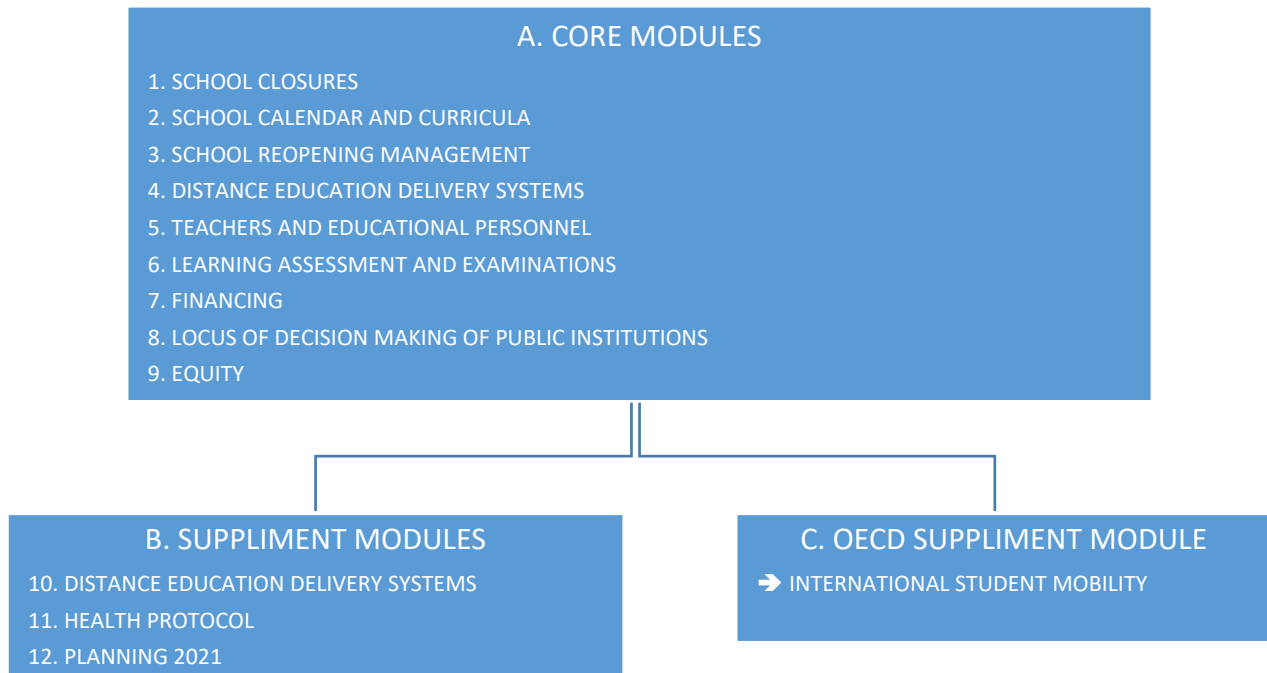 A. CORE MODULES
1. SCHOOL CLOSURES
2. SCHOOL CALENDAR AND CURRICULA
3. SCHOOL REOPENING MANAGEMENT
4. DISTANCE EDUCATION DELIVERY SYSTEMS
5. TEACHERS AND EDUCATIONAL PERSONNEL
6. LEARNING ASSESSMENT AND EXAMINATIONS
7. FINANCING
8. LOCUS OF DECISION MAKING OF PUBLIC INSTITUTIONS
9. EQUITY
B. SUPPLIMENT MODULES
10. DISTANCE EDUCATION DELIVERY SYSTEMS
11. HEALTH PROTOCOL
12. PLANNING 2021
C. OECD SUPPLIMENT MODULE
➔ INTERNATIONAL STUDENT MOBILITY